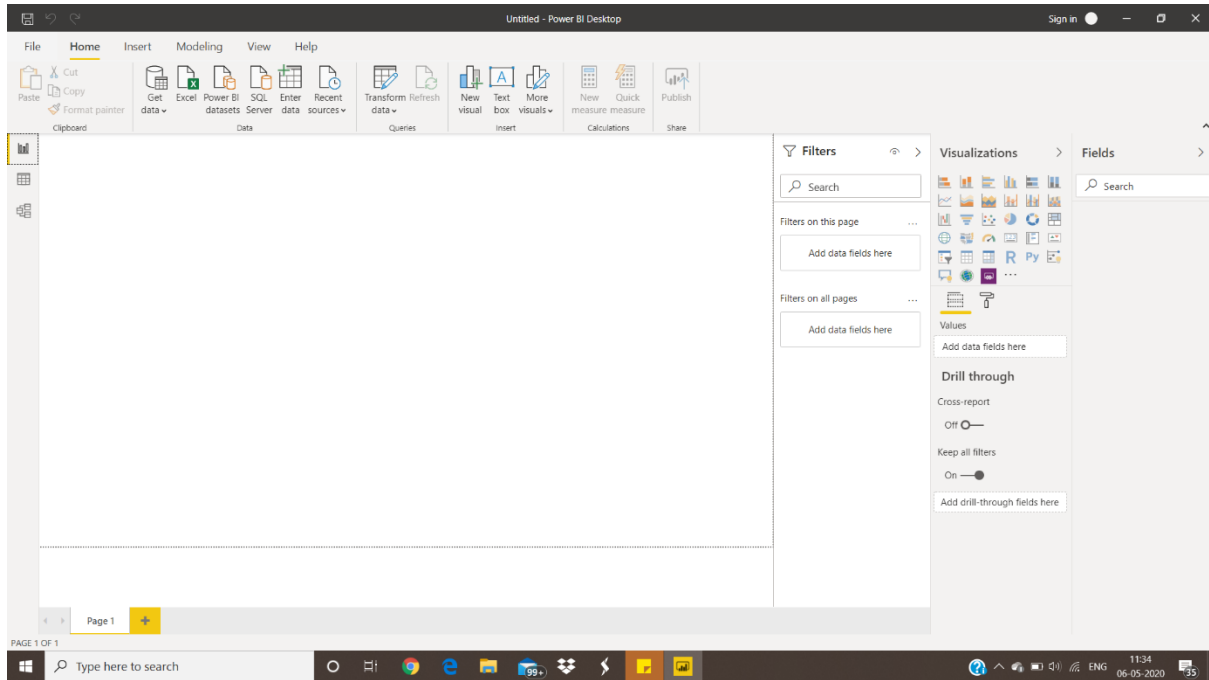 Untitled - Power BI Desktop
Sign in
File Home Insert Modeling View Help
Paste
Cut
Copy
Format painter
Clipboard
Get data
Excel
Power BI datasets
SQL Server
Enter data
Recent sources
Data
Transform data
Refresh
Queries
New visual
Text box
More visuals
Insert
New measure
Quick measure
Calculations
Publish
Share
Filters
Search
Filters on this page ...
Add data fields here
Filters on all pages ...
Add data fields here
Visualizations
R Py
...
Values
Add data fields here
Drill through
Cross-report
Off
Keep all filters
On
Add drill-through fields here
Fields
Search
Page 1
PAGE 1 OF 1
Type here to search
99+
ENG
11:34
06-05-2020
35